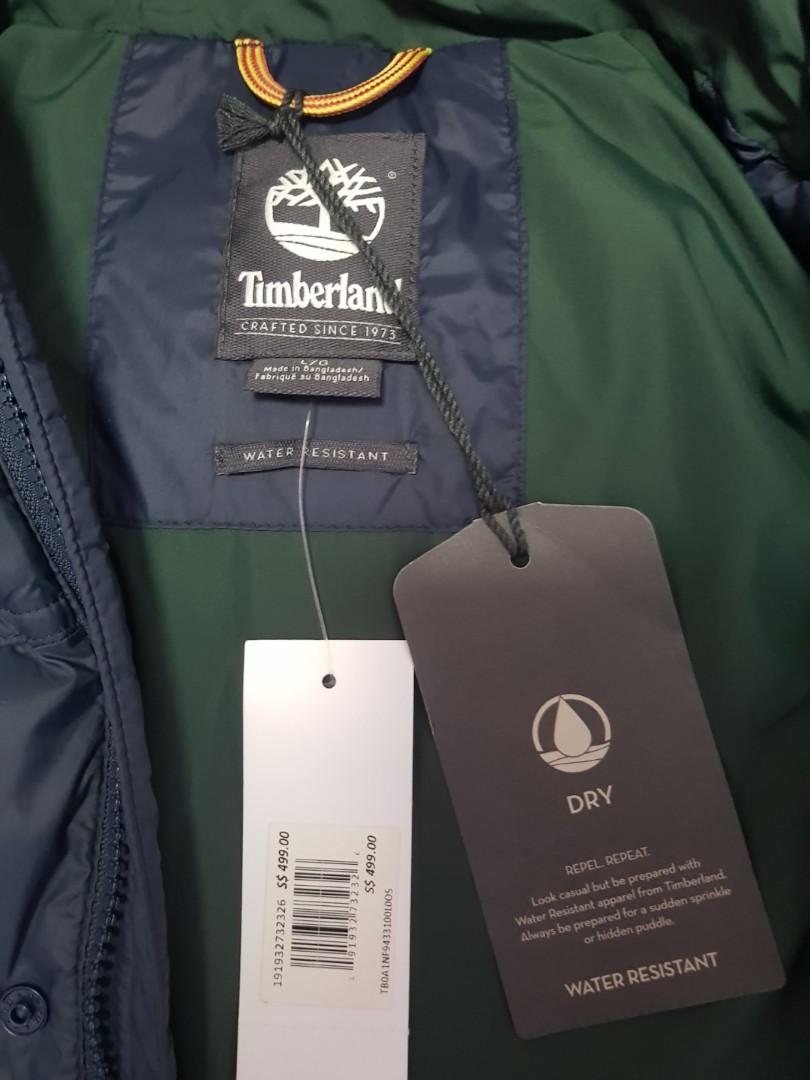 ®
Timberland
CRAFTED SINCE 1973
L/G
Made in Bangladesh/
Fabriqué au Bangladesh
WATER RESISTANT
DRY
REPEL. REPEAT.
Look casual but be prepared with
Water Resistant apparel from Timberland.
Always be prepared for a sudden sprinkle
or hidden puddle.
WATER RESISTANT
191932732326 S$ 499.00
S$ 499.00